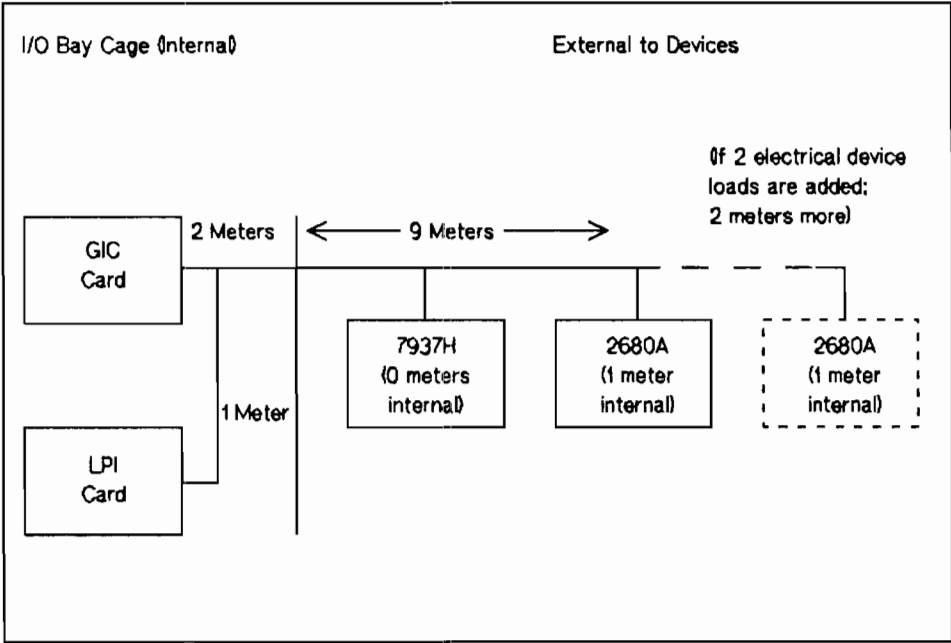 I/O Bay Cage (Internal)
External to Devices
(If 2 electrical device
loads are added:
2 meters more)
2 Meters
9 Meters
GIC
Card
7937H
(0 meters
internal)
2680A
(1 meter
internal)
2680A
(1 meter
internal)
1 Meter
LPI
Card